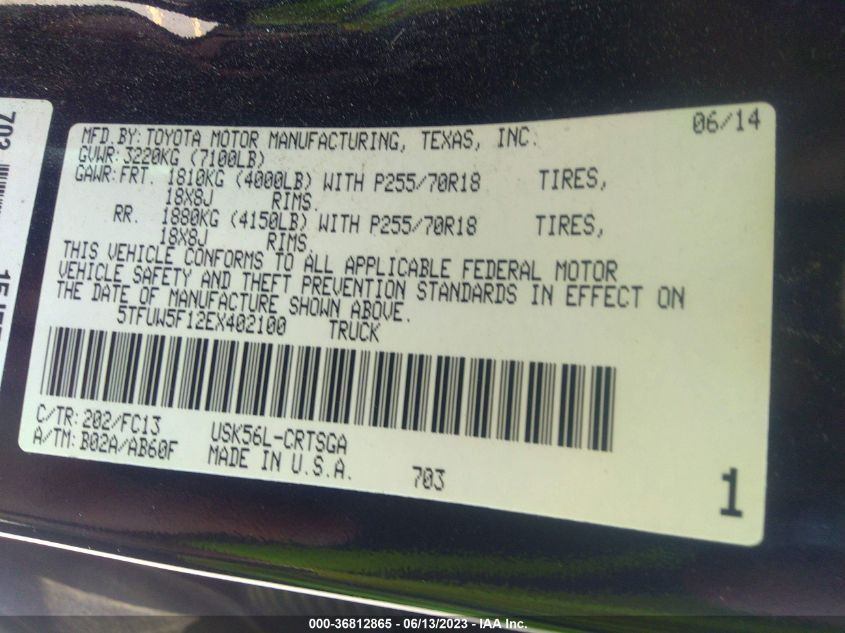 06/14
MFD. BY: TOYOTA MOTOR MANUFACTURING, TEXAS, INC.
GVWR: 3220KG (7100LB)
GAWR: FRT. 1810KG (4000LB) WITH P255/70R18 TIRES,
18X8J RIMS.
RR. 1880KG (4150LB) WITH P255/70R18 TIRES,
18X8J RIMS.
THIS VEHICLE CONFORMS TO ALL APPLICABLE FEDERAL MOTOR
VEHICLE SAFETY AND THEFT PREVENTION STANDARDS IN EFFECT ON
THE DATE OF MANUFACTURE SHOWN ABOVE.
5TFUW5F12EX402100 TRUCK
C/TR: 202/FC13 USK56L-CRTSGA
A/TM: B02A/AB60F MADE IN U.S.A. 703
1
702
000-36812865 - 06/13/2023 - IAA Inc.